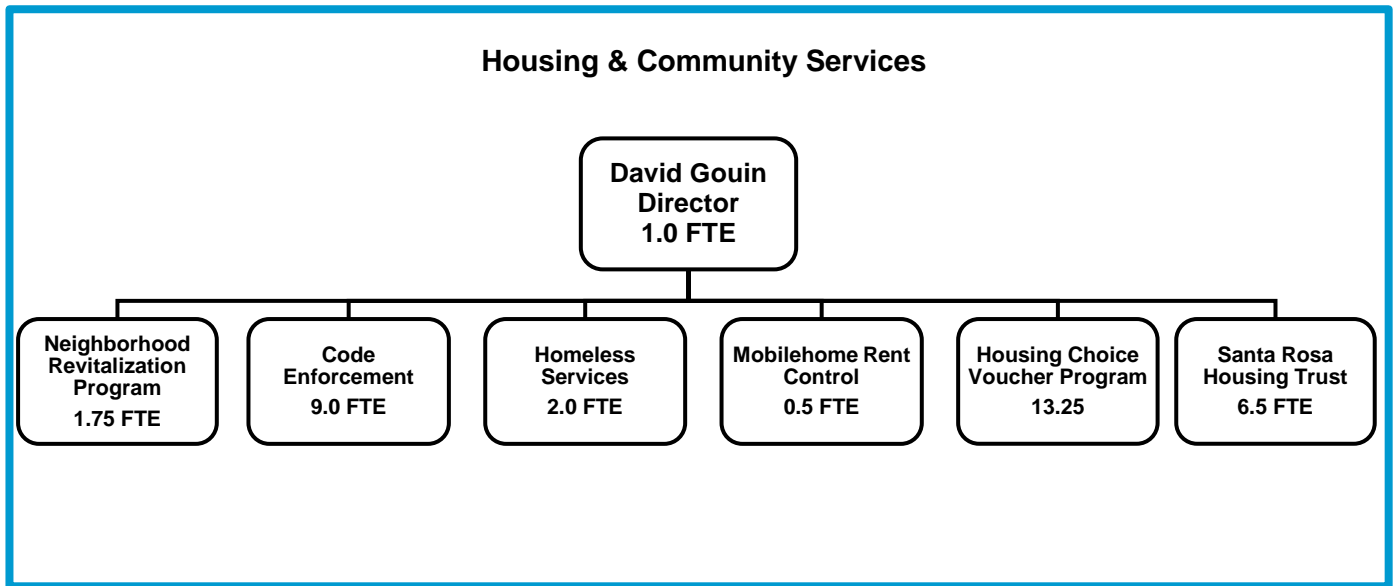 Housing & Community Services
David Gouin
Director
1.0 FTE
Neighborhood
Revitalization
Program
1.75 FTE
Code
Enforcement
9.0 FTE
Homeless
Services
2.0 FTE
Mobilehome Rent
Control
0.5 FTE
Housing Choice
Voucher Program
13.25
Santa Rosa
Housing Trust
6.5 FTE